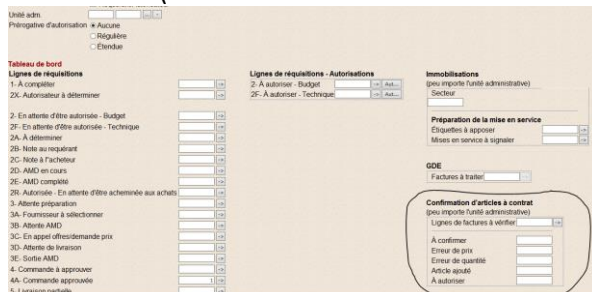 Unité adm.
Prérogative d'autorisation Aucune
Régulière
Étendue
Tableau de bord
Lignes de réquisitions
1- À compléter
2X- Autorisateur à déterminer
2- En attente d'être autorisée - Budget
2F- En attente d'être autorisée - Technique
2A- À déterminer
2B- Note au requérant
2C- Note à l'acheteur
2D- AMD en cours
2E- AMD complété
2R- Autorisée - En attente d'être acheminée aux achats
3- Attente préparation
3A- Fournisseur à sélectionner
3B- Attente AMD
3C- En appel offres/demande prix
3D- Attente de livraison
3E- Sortie AMD
4- Commande à approuver
4A- Commande approuvée 1
5- Livraison partielle
Lignes de réquisitions - Autorisations
2- À autoriser - Budget Aut...
2F- À autoriser - Technique Aut...
Immobilisations
(peu importe l'unité administrative)
Secteur
Préparation de la mise en service
Étiquettes à apposer
Mises en service à signaler
GDE
Factures à traiter
Confirmation d'articles à contrat
(peu importe l'unité administrative)
Lignes de factures à vérifier
À confirmer
Erreur de prix
Erreur de quantité
Article ajouté
À autoriser